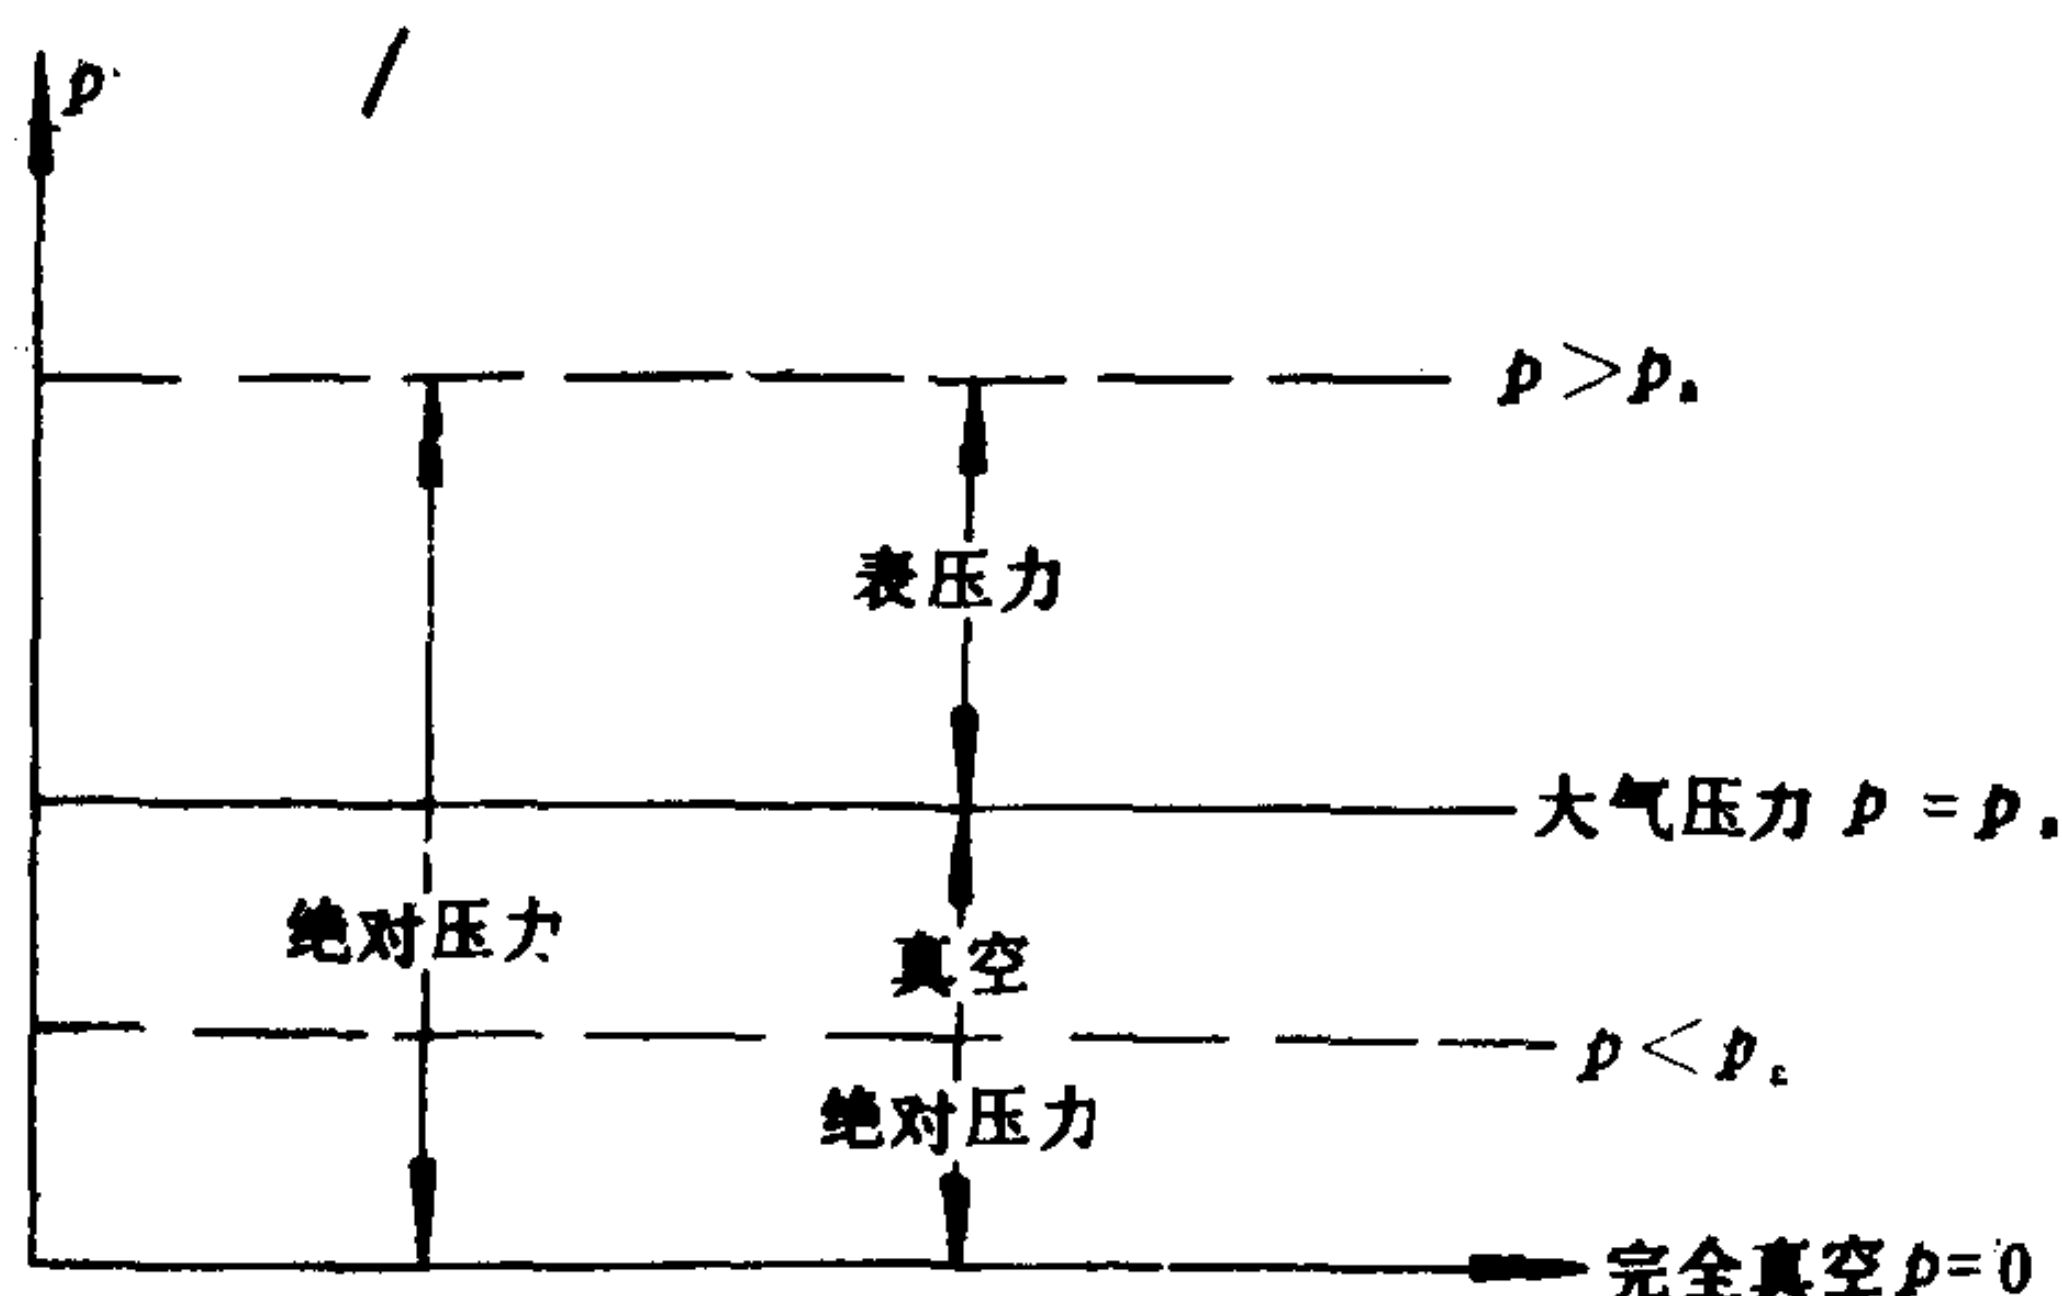 p
p>pₐ
表压力
大气压力 p = pₐ
绝对压力
真空
p<pₐ
绝对压力
完全真空p=0